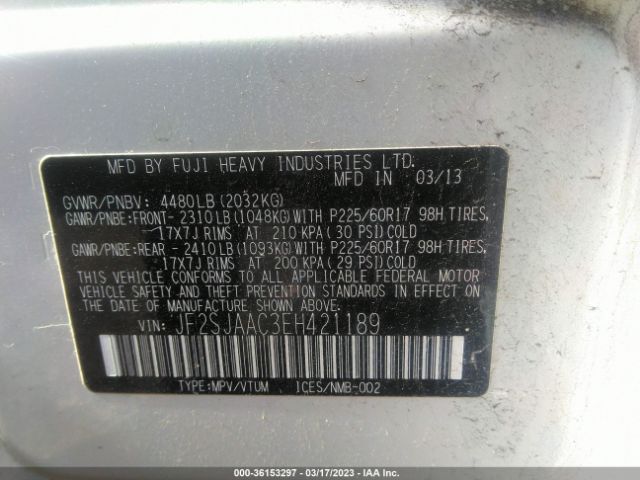 MFD BY FUJI HEAVY INDUSTRIES LTD.
MFD IN 03/13
GVWR/PNBV: 4480LB(2032KG)
GAWR/PNBE:FRONT- 2310LB(1048KG)WITH P225/60R17 98H TIRES,
17X7J RIMS AT 210 KPA(30 PSI)COLD
GAWR/PNBE:REAR - 2410LB(1093KG)WITH P225/60R17 98H TIRES,
17X7J RIMS AT 200 KPA(29 PSI)COLD
THIS VEHICLE CONFORMS TO ALL APPLICABLE FEDERAL MOTOR
VEHICLE SAFETY AND THEFT PREVENTION STANDARDS IN EFFECT ON
THE DATE OF MANUFACTURE SHOWN ABOVE.
VIN: JF2SJAAC3EH421189
TYPE:MPV/VTUM ICES/NMB-002
STOCK #: 36153297 - 03/17/2023 - IAA Inc.